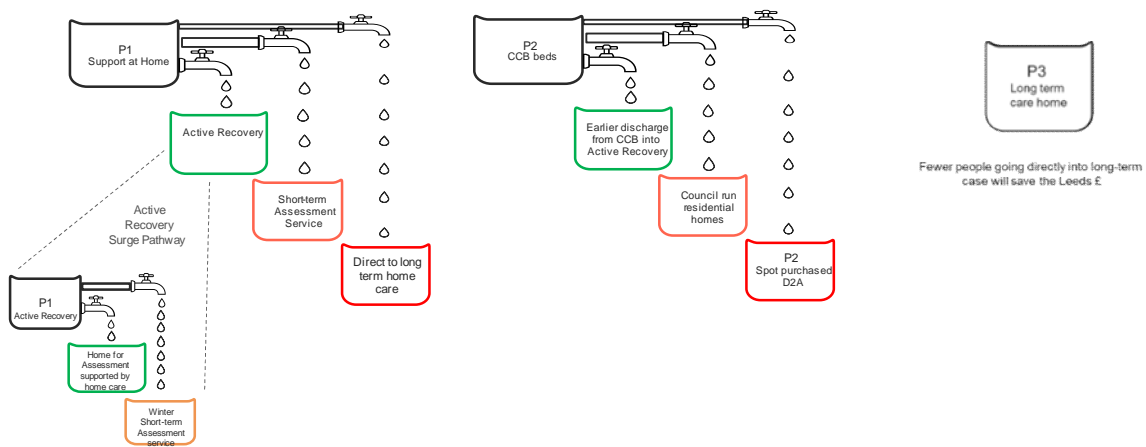 P1
Support at Home
Active Recovery
Short-term
Assessment
Service
Direct to long
term home
care
Active
Recovery
Surge Pathway
P1
Active Recovery
Home for
Assessment
supported by
home care
Winter
Short-term
Assessment
service
P2
CCB beds
Earlier discharge
from CCB into
Active Recovery
Council run
residential
homes
P2
Spot purchased
D2A
P3
Long term
care home
Fewer people going directly into long-term
case will save the Leeds £